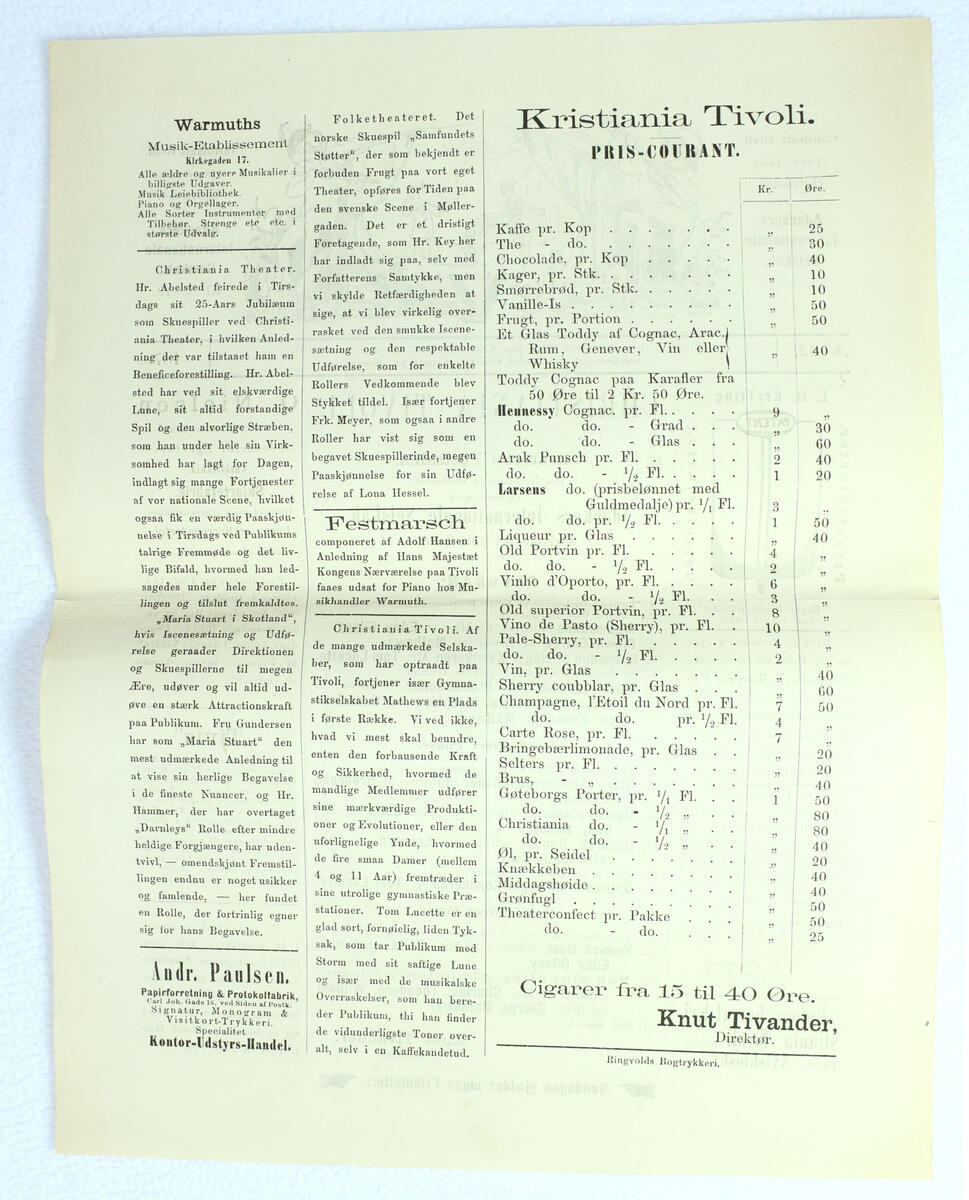 Warmuths
Musik-Etablissement
Kirkegaden 17.
Alle ældre og nyere Musikalier i
billigste Udgaver.
Musik Leiebibliothek.
Piano og Orgellager.
Alle Sorter Instrumenter med
Tilbehør. Strenge etc etc. i
største Udvalg.
Christiania Theater.
Hr. Abelsted feirede i Tirs-
dags sit 25-Aars Jubilæum
som Skuespiller ved Christi-
ania Theater, i hvilken Anled-
ning der var tilstaaet ham en
Beneficeforestilling. Hr. Abel-
sted har ved sit elskværdige
Lune, sit altid forstandige
Spil og den alvorlige Stræben,
som han under hele sin Virk-
somhed har lagt for Dagen,
indlagt sig mange Fortjenester
af vor nationale Scene, hvilket
ogsaa fik en værdig Paaskjøn-
nelse i Tirsdags ved Publikums
talrige Fremmøde og det liv-
lige Bifald, hvormed han led-
sagedes under hele Forestil-
lingen og tilslut fremkaldtes.
„Maria Stuart i Skotland“,
hvis Iscenesætning og Udfø-
relse geraader Direktionen
og Skuespillerne til megen
Ære, udøver og vil altid ud-
øve en stærk Attractionskraft
paa Publikum. Fru Gundersen
har som „Maria Stuart“ den
mest udmærkede Anledning til
at vise sin herlige Begavelse
i de fineste Nuancer, og Hr.
Hammer, der har overtaget
„Darnleys“ Rolle efter mindre
heldige Forgjængere, har uden-
tvivl, — omendskjønt Fremstil-
lingen endnu er noget usikker
og famlende, — her fundet
en Rolle, der fortrinlig egner
sig for hans Begavelse.
Andr. Paulsen,
Papirforretning & Protokolfabrik,
Carl Joh. Gade 16, ved Siden af Postk.
Signatur, Monogram &
Visitkort-Trykkeri.
Specialitet
Kontor-Udstyrs-Handel.
Folketheateret. Det
norske Skuespil „Samfundets
Støtter“, der som bekjendt er
forbuden Frugt paa vort eget
Theater, opføres for Tiden paa
den svenske Scene i Møller-
gaden. Det er et dristigt
Foretagende, som Hr. Key her
har indladt sig paa, selv med
Forfatterens Samtykke, men
vi skylde Retfærdigheden at
sige, at vi blev virkelig over-
rasket ved den smukke Iscene-
sætning og den respektable
Udførelse, som for enkelte
Rollers Vedkommende blev
Stykket tildel. Især fortjener
Frk. Meyer, som ogsaa i andre
Roller har vist sig som en
begavet Skuespillerinde, megen
Paaskjønnelse for sin Udfø-
relse af Lona Hessel.
Festmarsch
componeret af Adolf Hansen i
Anledning af Hans Majestæt
Kongens Nærværelse paa Tivoli
faaes udsat for Piano hos Mu-
sikhandler Warmuth.
Christiania Tivoli. Af
de mange udmærkede Selska-
ber, som har optraadt paa
Tivoli, fortjener især Gymna-
stikselskabet Mathews en Plads
i første Række. Vi ved ikke,
hvad vi mest skal beundre,
enten den forbausende Kraft
og Sikkerhed, hvormed de
mandlige Medlemmer udfører
sine mærkværdige Produkti-
oner og Evolutioner, eller den
uforlignelige Ynde, hvormed
de fire smaa Damer (mellem
4 og 11 Aar) fremtræder i
sine utrolige gymnastiske Præ-
stationer. Tom Lucette er en
glad sort, fornøielig, liden Tyk-
sak, som tar Publikum med
Storm med sit saftige Lune
og især med de musikalske
Overraskelser, som han bere-
der Publikum, thi han finder
de vidunderligste Toner over-
alt, selv i en Kaffekandetud.
Kristiania Tivoli.
PRIS-COURANT.
Kr. Øre.
Kaffe pr. Kop . . . . . . . „ 25
The - do. . . . . . . . „ 30
Chocolade, pr. Kop . . . . . „ 40
Kager, pr. Stk. . . . . . . „ 10
Smørrebrød, pr. Stk. . . . . . „ 10
Vanille-Is . . . . . . . . . „ 50
Frugt, pr. Portion . . . . . . „ 50
Et Glas Toddy af Cognac, Arac,
Rum, Genever, Vin eller „ 40
Whisky
Toddy Cognac paa Karafler fra
50 Øre til 2 Kr. 50 Øre.
Hennessy Cognac, pr. Fl. . . . . 9 „
do. do. - Grad . . . „ 30
do. do. - Glas . . . „ 60
Arak Punsch pr. Fl. . . . . . 2 40
do. do. - 1/2 Fl. . . . . 1 20
Larsens do. (prisbelønnet med
Guldmedalje) pr. 1/1 Fl. 3 „
do. do. pr. 1/2 Fl. . . . . 1 50
Liqueur pr. Glas . . . . . . „ 40
Old Portvin pr. Fl. . . . . . 4 „
do. do. - 1/2 Fl. . . . . 2 „
Vinho d'Oporto, pr. Fl. . . . . 6 „
do. do. - 1/2 Fl. . . . 3 „
Old superior Portvin, pr. Fl. . . 8 „
Vino de Pasto (Sherry), pr. Fl. . 10 „
Pale-Sherry, pr. Fl. . . . . . 4 „
do. do. - 1/2 Fl. . . . . 2 „
Vin, pr. Glas . . . . . . . „ 40
Sherry coubblar, pr. Glas . . . „ 60
Champagne, l'Etoil du Nord pr. Fl. 7 50
do. do. pr. 1/2 Fl. 4 „
Carte Rose, pr. Fl. . . . . . 7 „
Bringebærlimonade, pr. Glas . . „ 20
Selters pr. Fl. . . . . . . „ 20
Brus, - „ . . . . . . . „ 40
Gøteborgs Porter, pr. 1/1 Fl. . . 1 50
do. do. - 1/2 „ . . „ 80
Christiania do. - 1/1 „ . . „ 80
do. do. - 1/2 „ . . „ 40
Øl, pr. Seidel . . . . . . . „ 20
Knækkeben . . . . . . . „ 40
Middagshøide . . . . . . . „ 40
Grønfugl . . . . . . . . „ 50
Theaterconfect pr. Pakke . . . „ 50
do. - do. . . . „ 25
Cigarer fra 15 til 40 Øre.
Knut Tivander,
Direktør.
Ringvolds Bogtrykkeri,